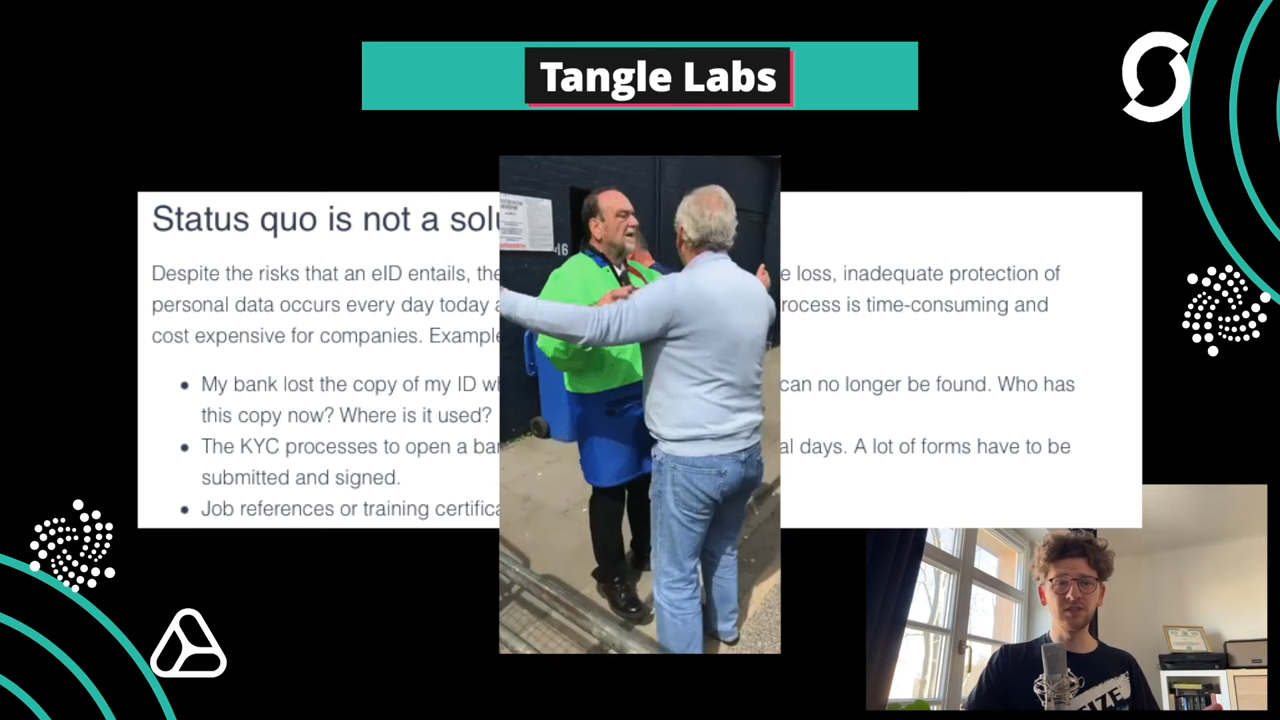 Tangle Labs
Status quo is not a sol
Despite the risks that an eID entails, the e loss, inadequate protection of
personal data occurs every day today rocess is time-consuming and
cost expensive for companies. Example
My bank lost the copy of my ID w can no longer be found. Who has
this copy now? Where is it used?
The KYC processes to open a ba al days. A lot of forms have to be
submitted and signed.
Job references or training certifica
16